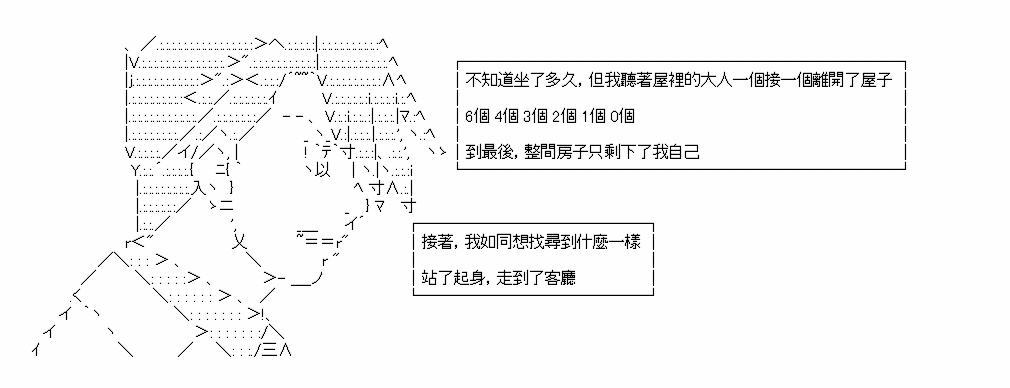 不知道坐了多久，但我聽著屋裡的大人一個接一個離開了屋子
6個 4個 3個 2個 1個 0個
到最後，整間房子只剩下了我自己
接著，我如同想找尋到什麼一樣
站了起身，走到了客廳